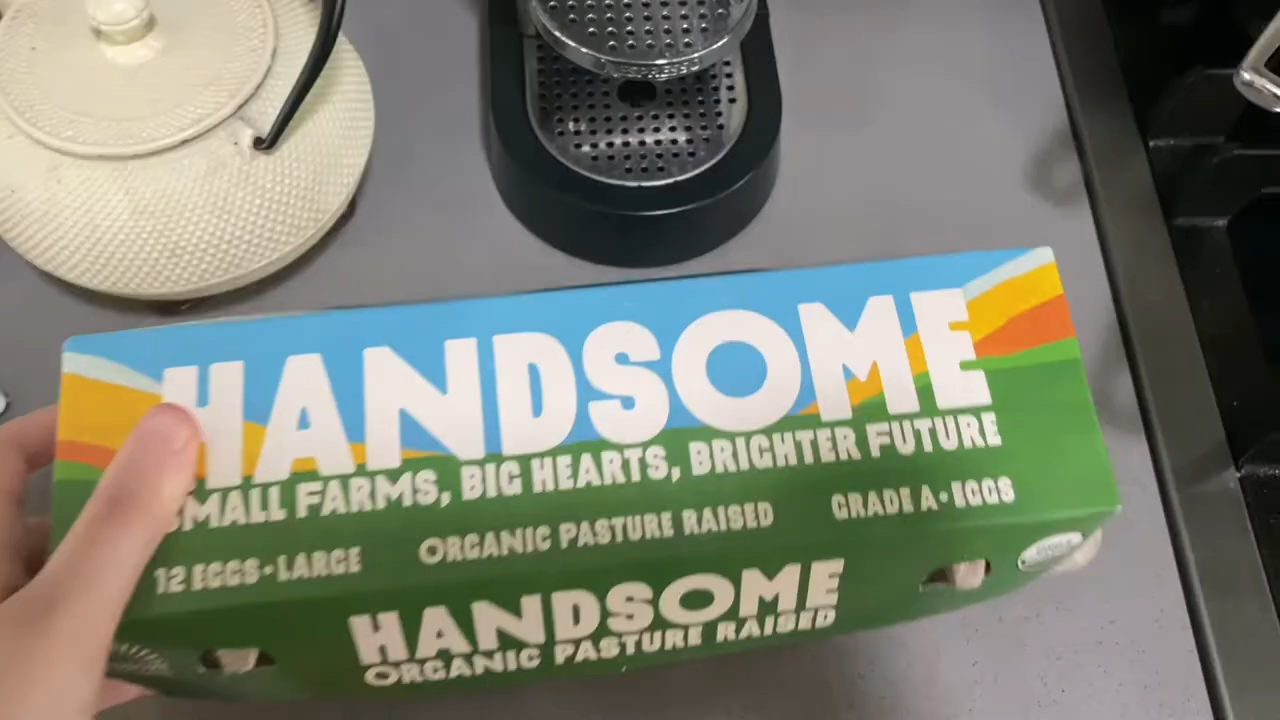 NESPRESSO
HANDSOME
SMALL FARMS, BIG HEARTS, BRIGHTER FUTURE
12 EGGS • LARGE
ORGANIC PASTURE RAISED
GRADE A • EGGS
HANDSOME
ORGANIC PASTURE RAISED